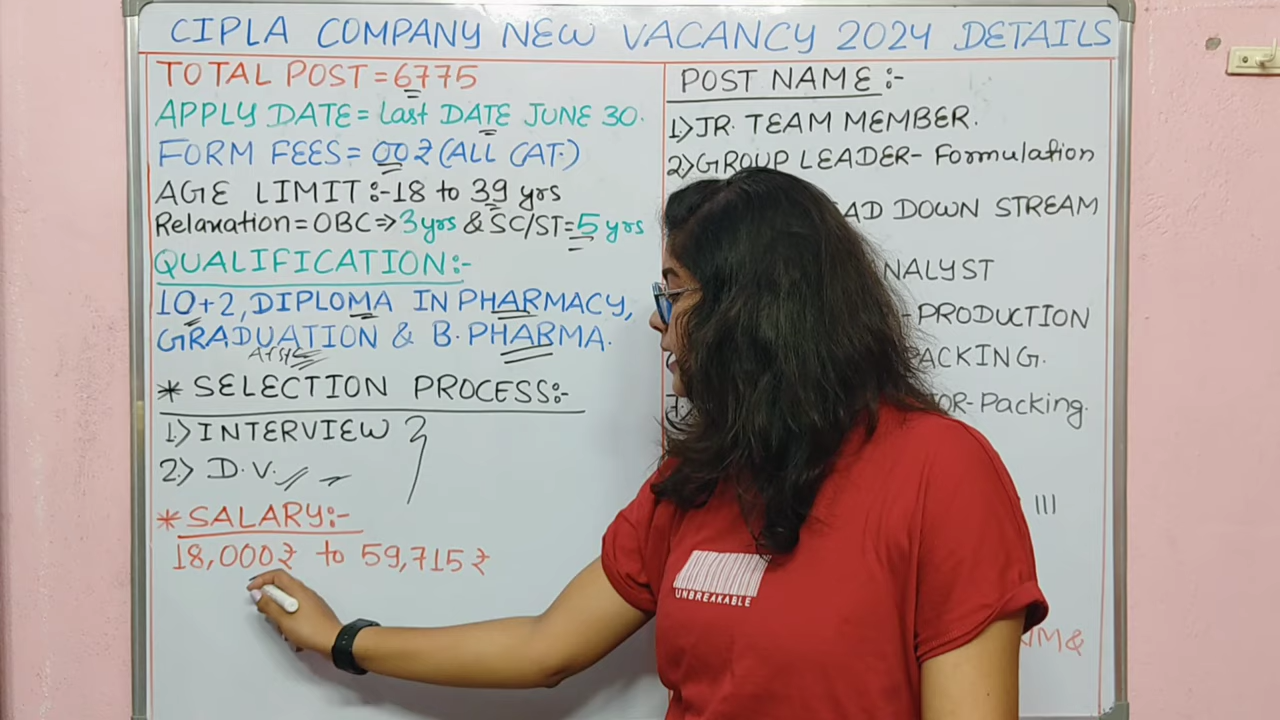 CIPLA COMPANY NEW VACANCY 2024 DETAILS
TOTAL POST = 6775
APPLY DATE = last DATE JUNE 30.
FORM FEES = 00₹ (ALL CAT.)
AGE LIMIT :- 18 to 39 yrs
Relaxation = OBC => 3 yrs & SC/ST = 5 yrs
QUALIFICATION:-
10+2, DIPLOMA IN PHARMACY,
GRADUATION & B. PHARMA.
* SELECTION PROCESS:-
1.) INTERVIEW
2.) D.V.
* SALARY:-
18,000₹ to 59,715₹
POST NAME :-
1.) JR. TEAM MEMBER.
2.) GROUP LEADER- Formulation
AD DOWN STREAM
NALYST
- PRODUCTION
ACKING.
OR-Packing.
III
UNBREAKABLE